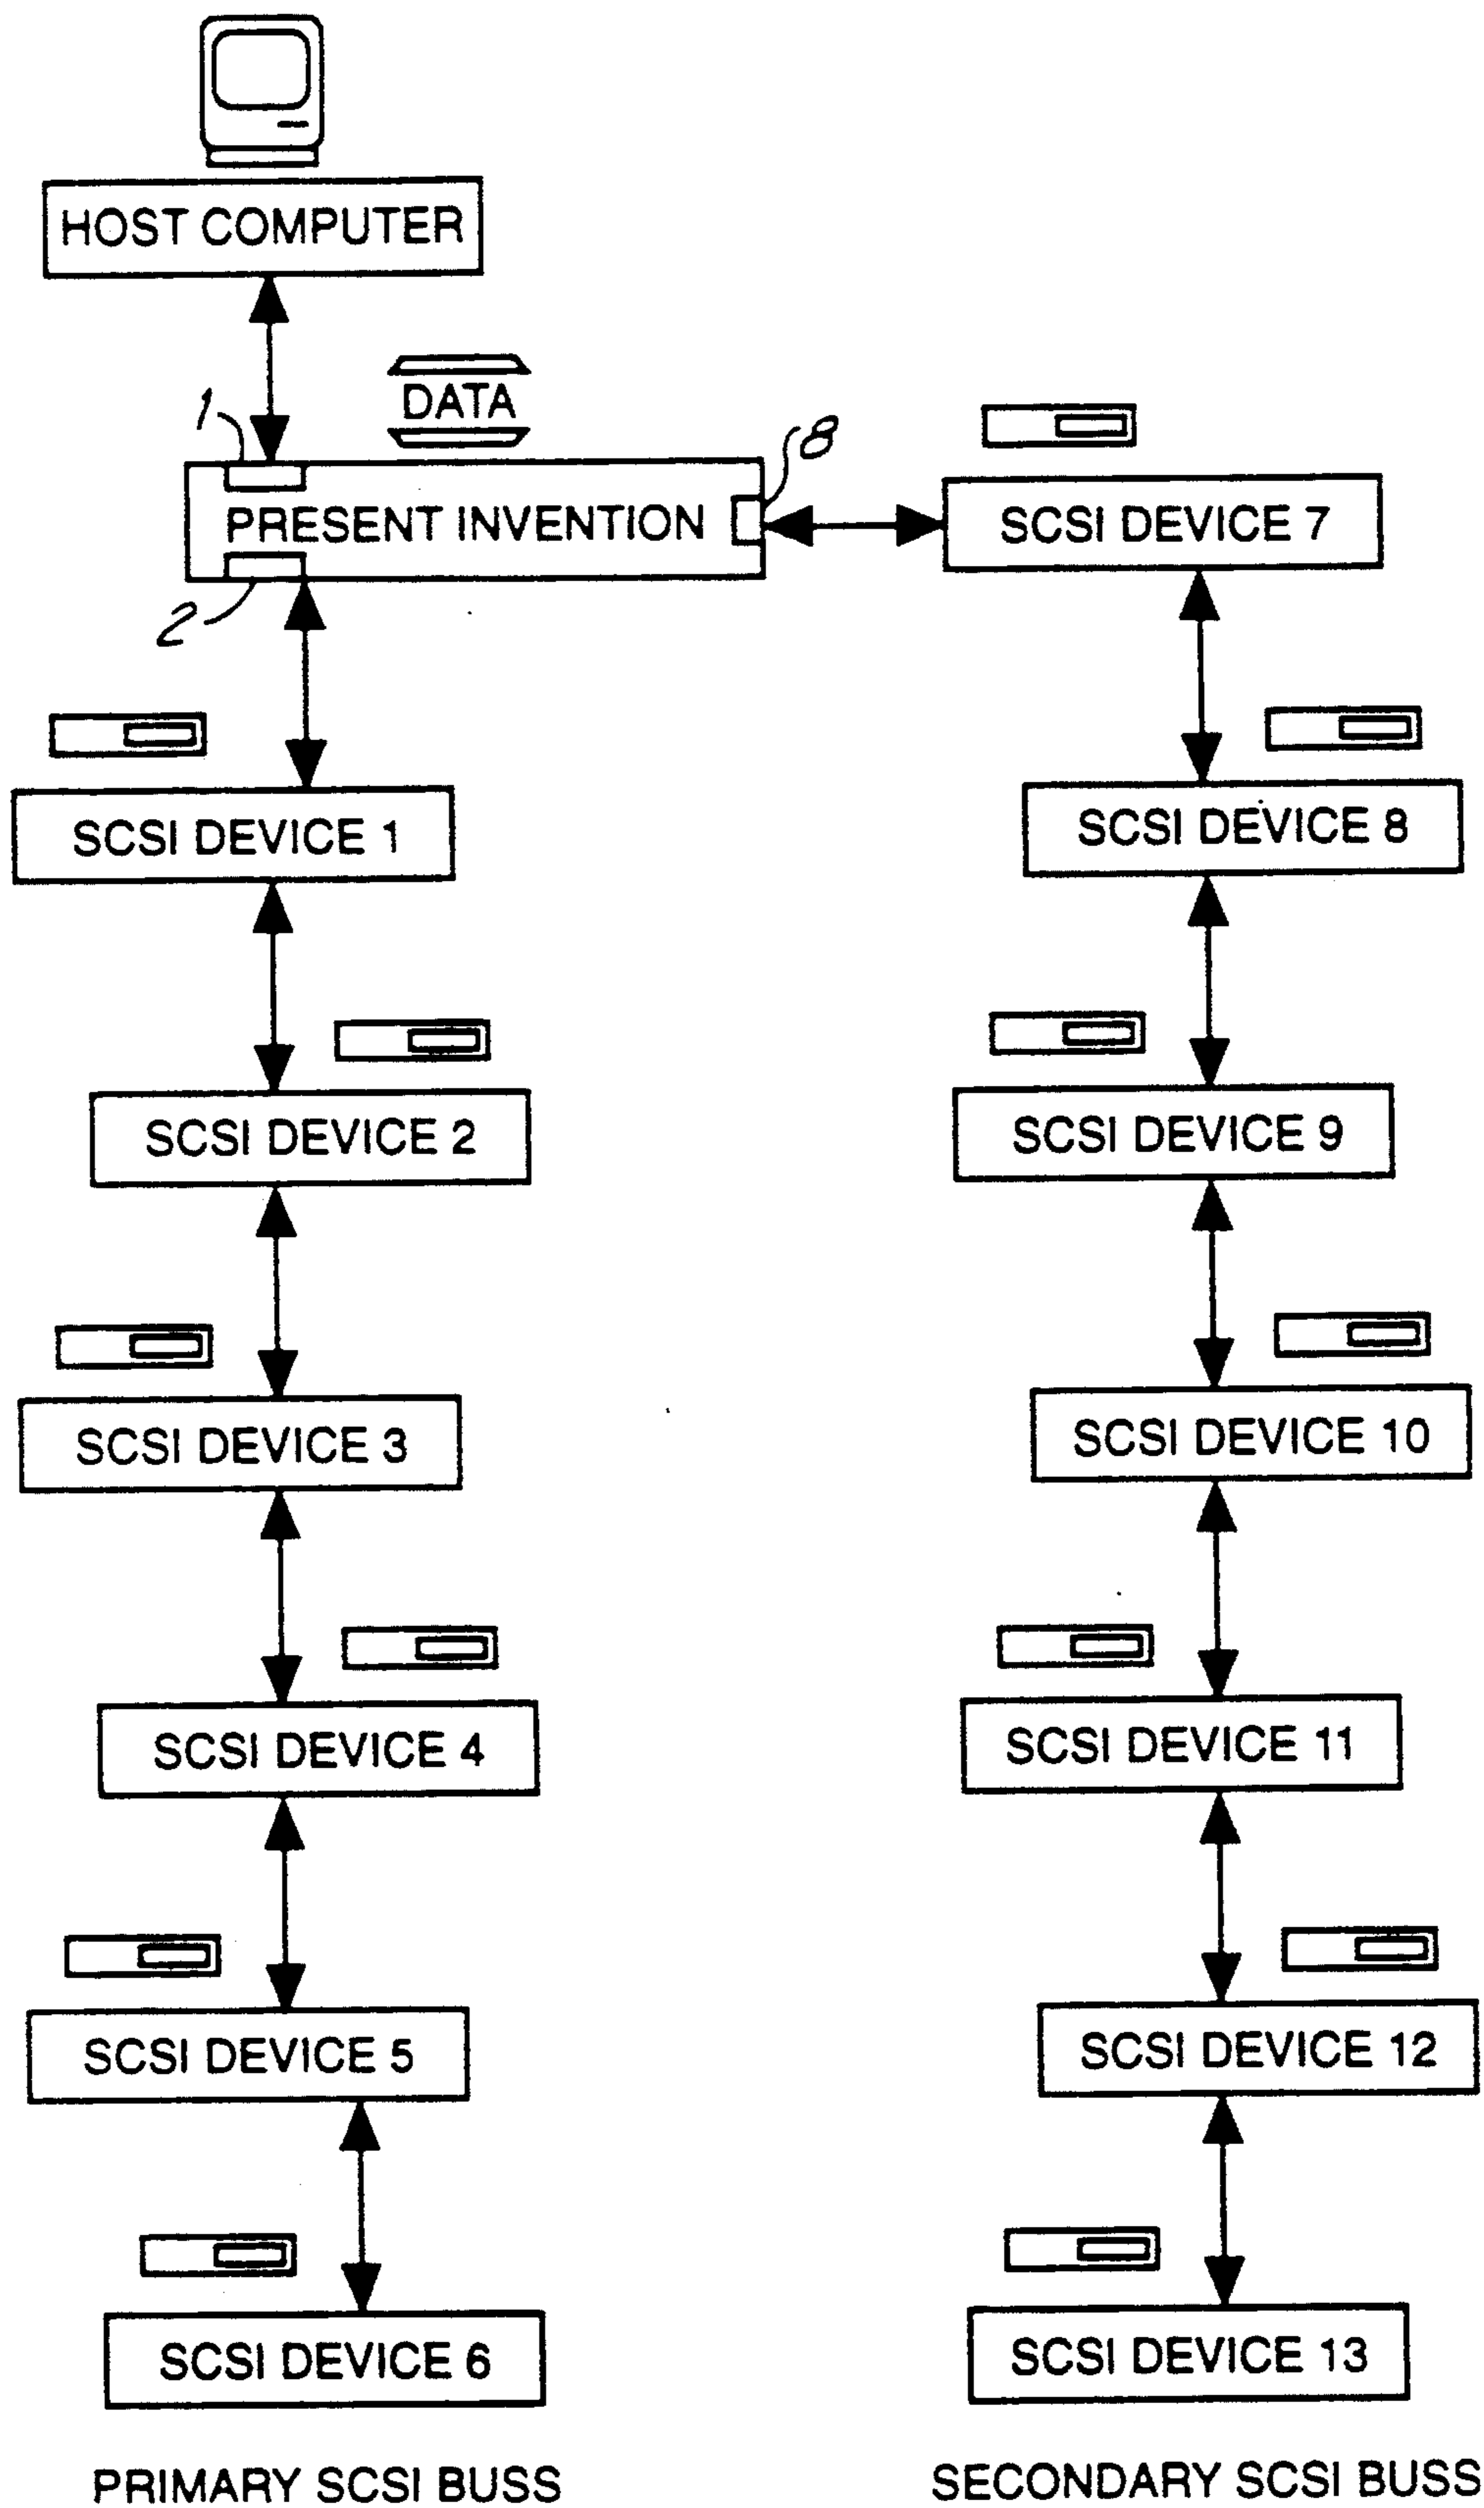 HOST COMPUTER
1
DATA
8
PRESENT INVENTION
SCSI DEVICE 7
2
SCSI DEVICE 1
SCSI DEVICE 8
SCSI DEVICE 2
SCSI DEVICE 9
SCSI DEVICE 3
SCSI DEVICE 10
SCSI DEVICE 4
SCSI DEVICE 11
SCSI DEVICE 5
SCSI DEVICE 12
SCSI DEVICE 6
SCSI DEVICE 13
PRIMARY SCSI BUSS
SECONDARY SCSI BUSS